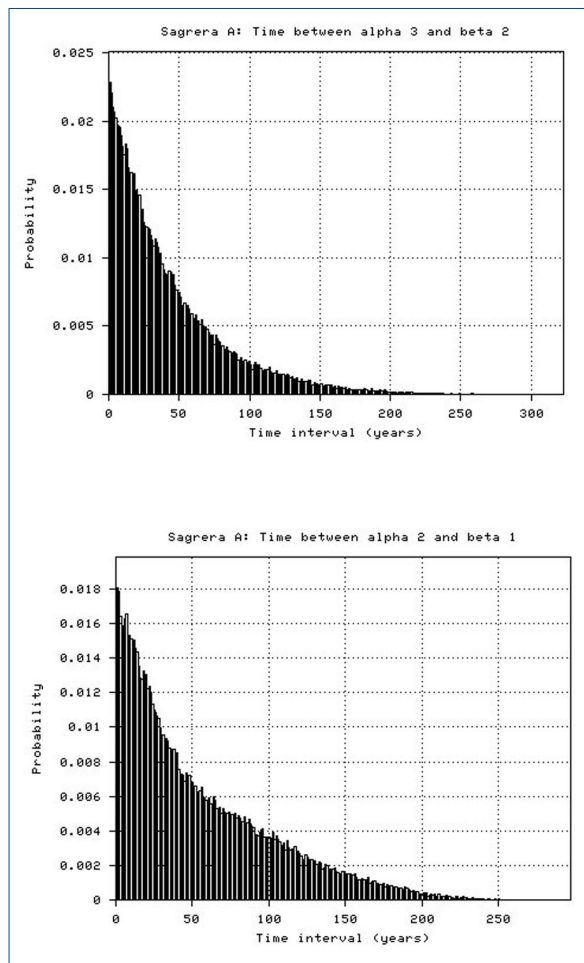 Sagrera A: Time between alpha 3 and beta 2
0.025
0.02
0.015
0.01
0.005
0
Probability
0 50 100 150 200 250 300
Time interval (years)
Sagrera A: Time between alpha 2 and beta 1
0.018
0.016
0.014
0.012
0.01
0.008
0.006
0.004
0.002
0
Probability
0 50 100 150 200 250
Time interval (years)